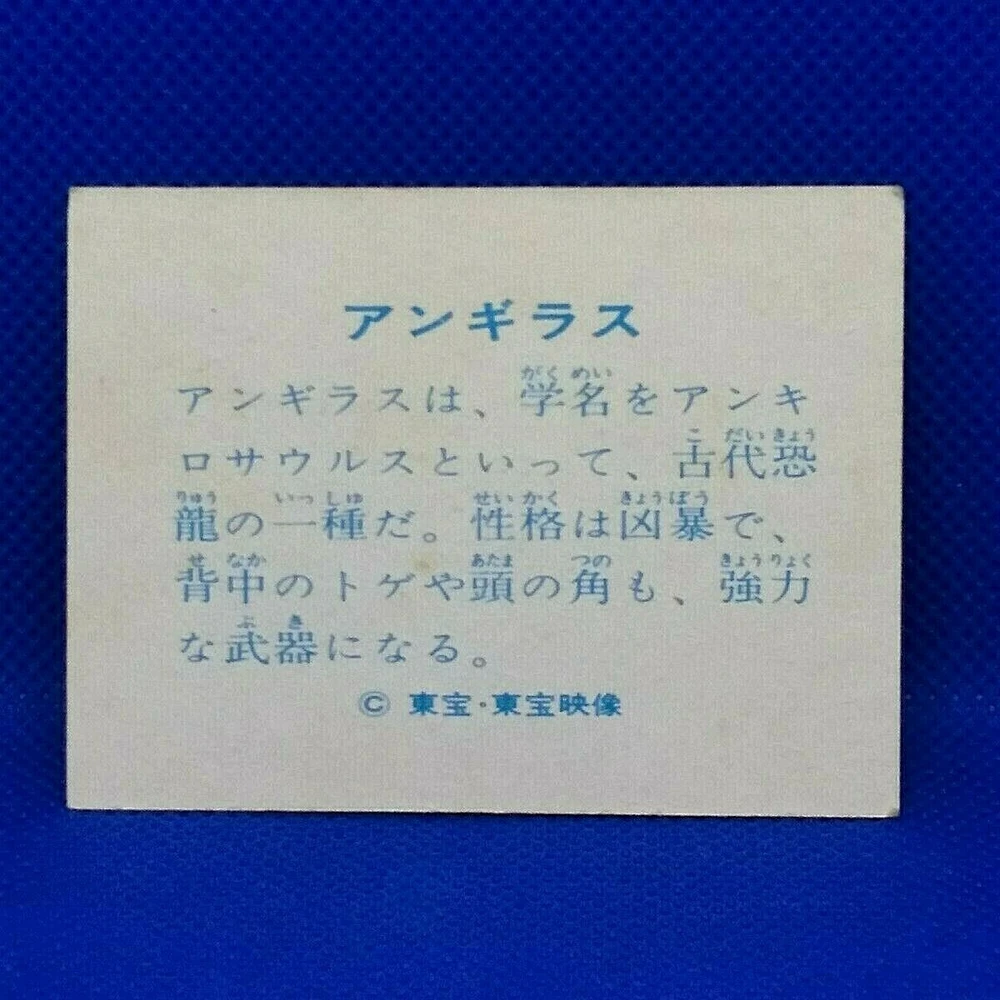 アンギラス
アンギラスは、学名をアンキ
ロサウルスといって、古代恐
龍の一種だ。性格は凶暴で、
背中のトゲや頭の角も、強力
な武器になる。
© 東宝・東宝映像